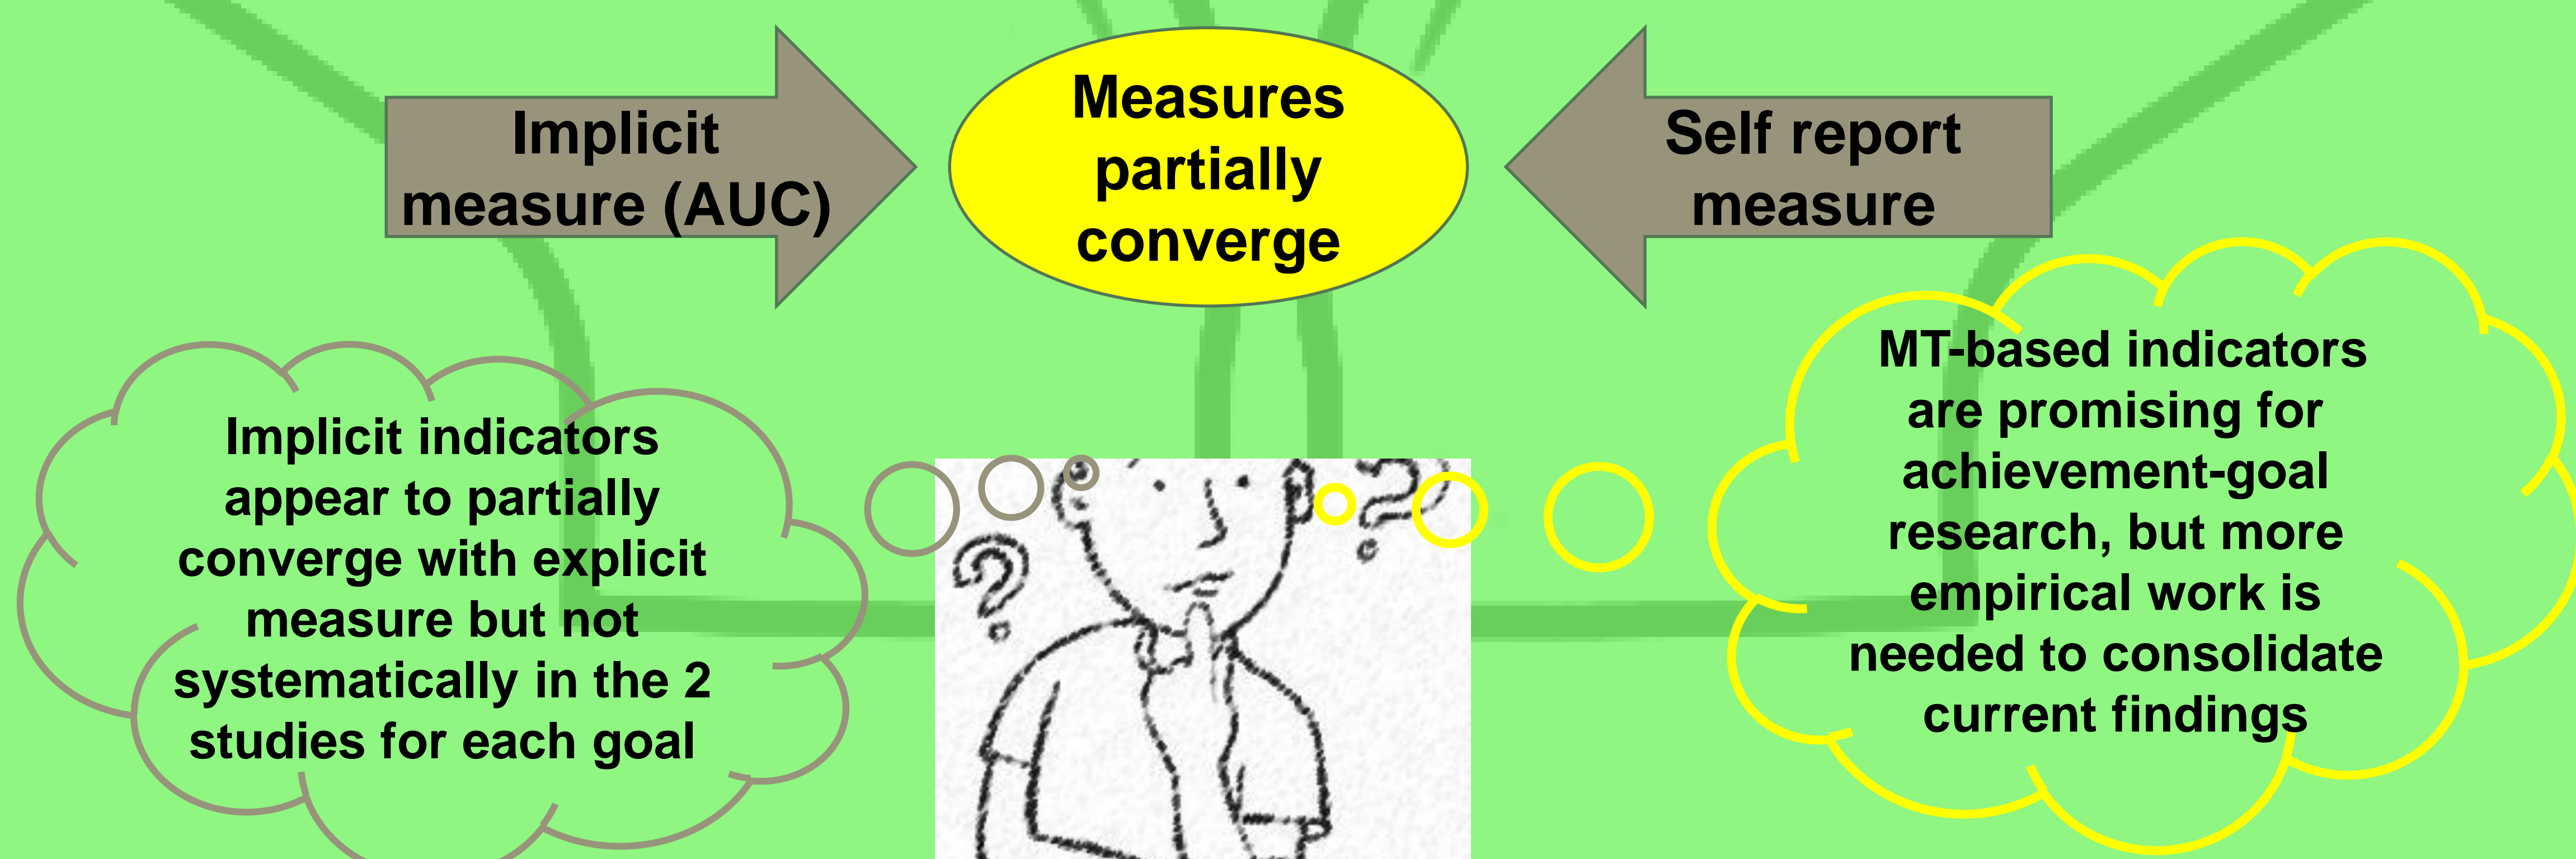 Implicit
measure (AUC)
Measures
partially
converge
Self report
measure
Implicit indicators
appear to partially
converge with explicit
measure but not
systematically in the 2
studies for each goal
? ?
MT-based indicators
are promising for
achievement-goal
research, but more
empirical work is
needed to consolidate
current findings